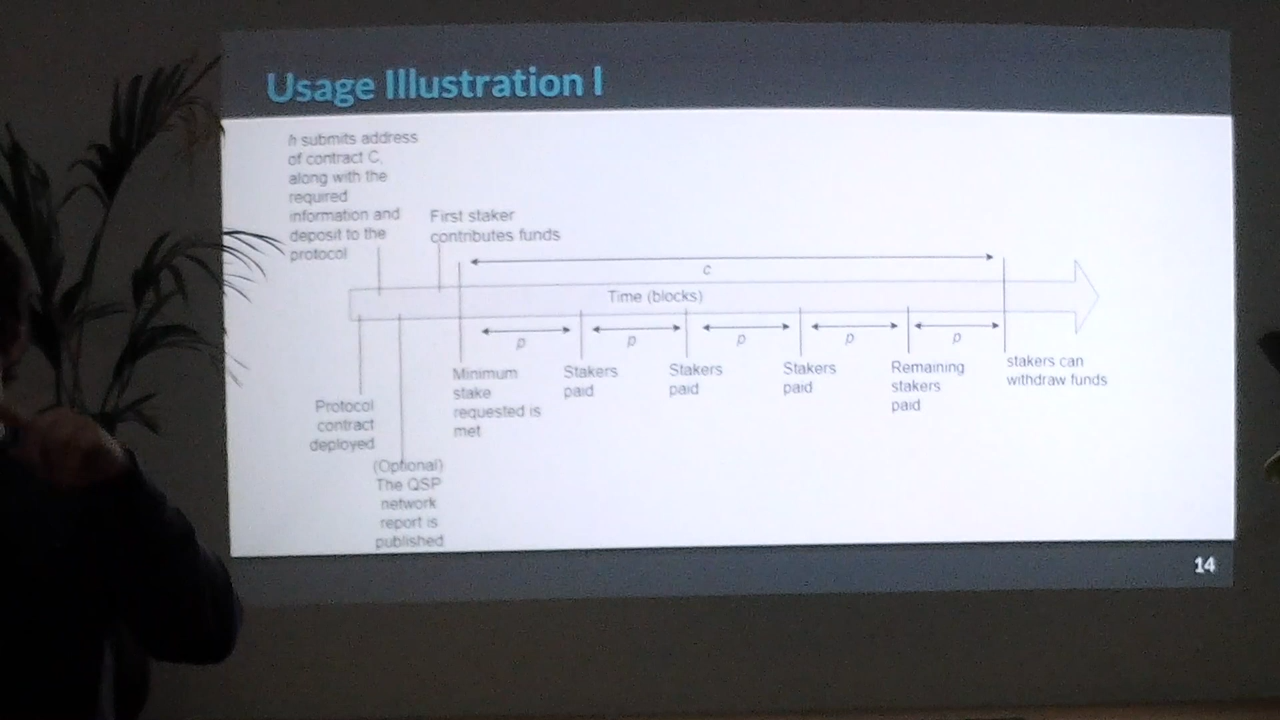 Usage Illustration I
h submits address
of contract C,
along with the
required
information and
deposit to the
protocol
First staker
contributes funds
c
Time (blocks)
p
p
p
p
p
Minimum
stake
requested is
met
Stakers
paid
Stakers
paid
Stakers
paid
Remaining
stakers
paid
stakers can
withdraw funds
Protocol
contract
deployed
(Optional)
The QSP
network
report is
published
14